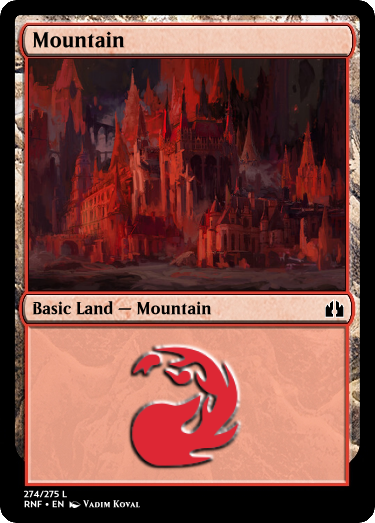 Mountain
Basic Land — Mountain
274/275 L
RNF • EN Vadim Koval